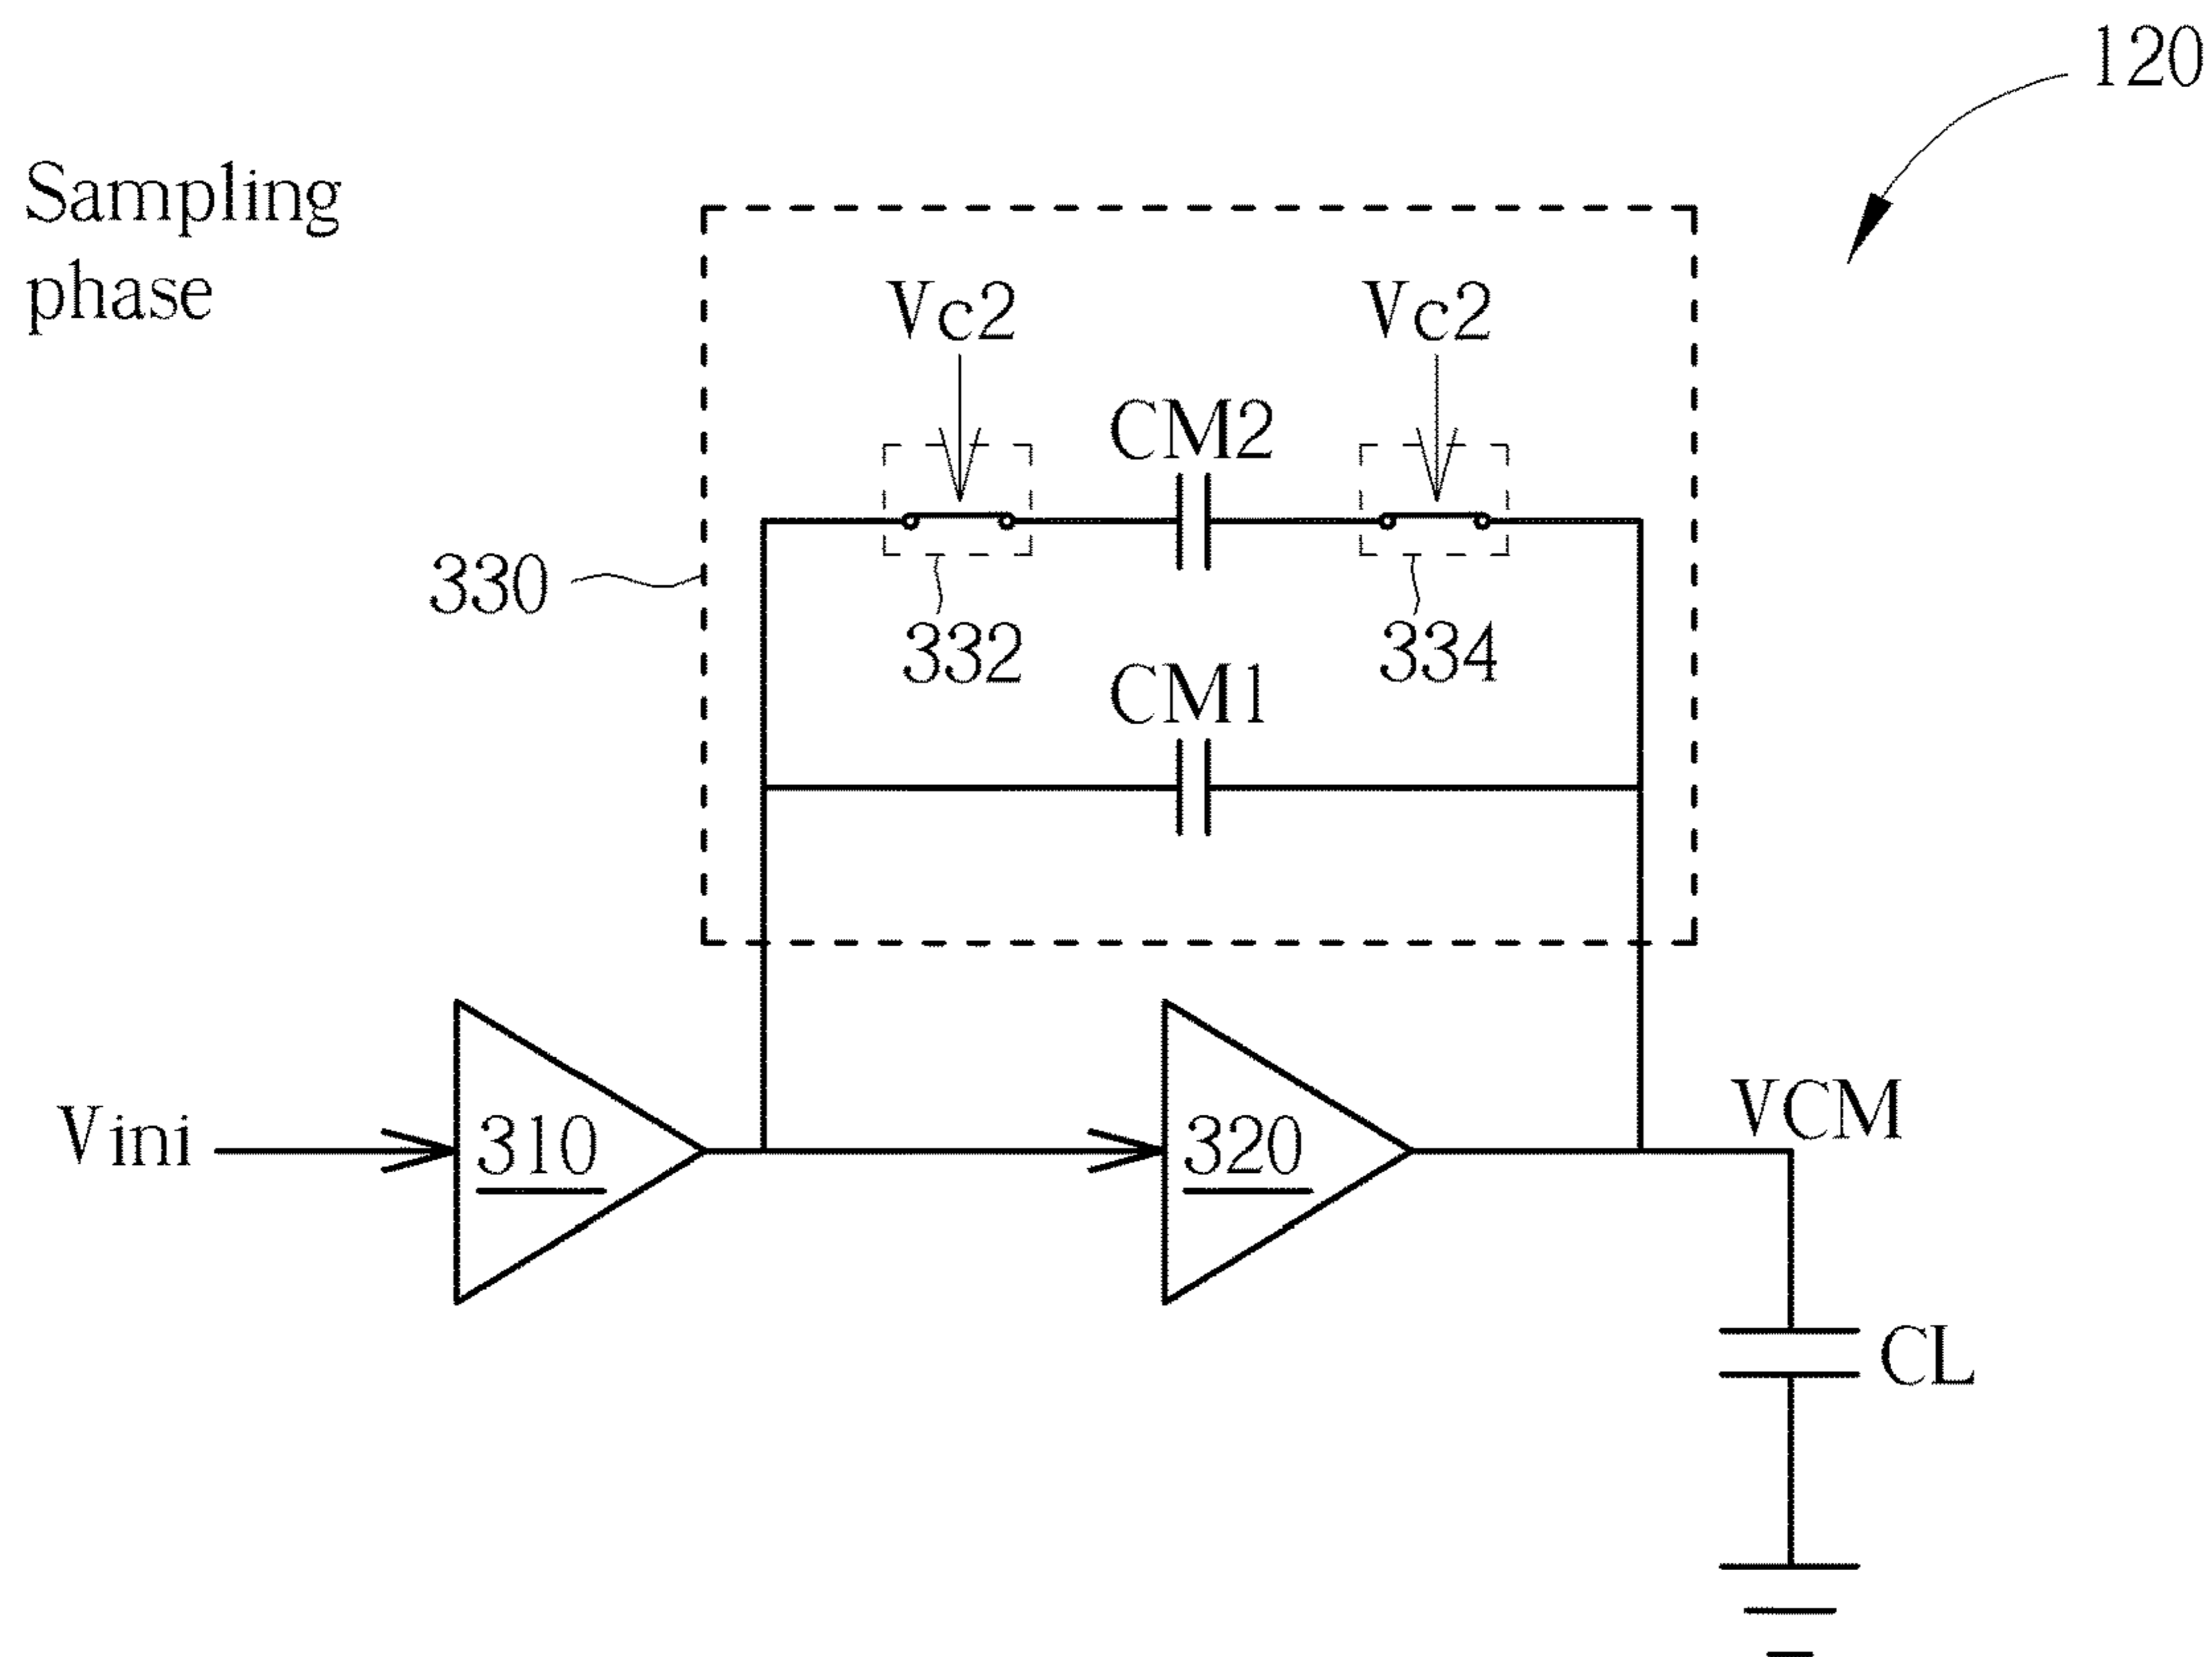 120
Sampling
phase
Vc2 Vc2
CM2
330
332 334
CM1
Vini 310 320 VCM
CL